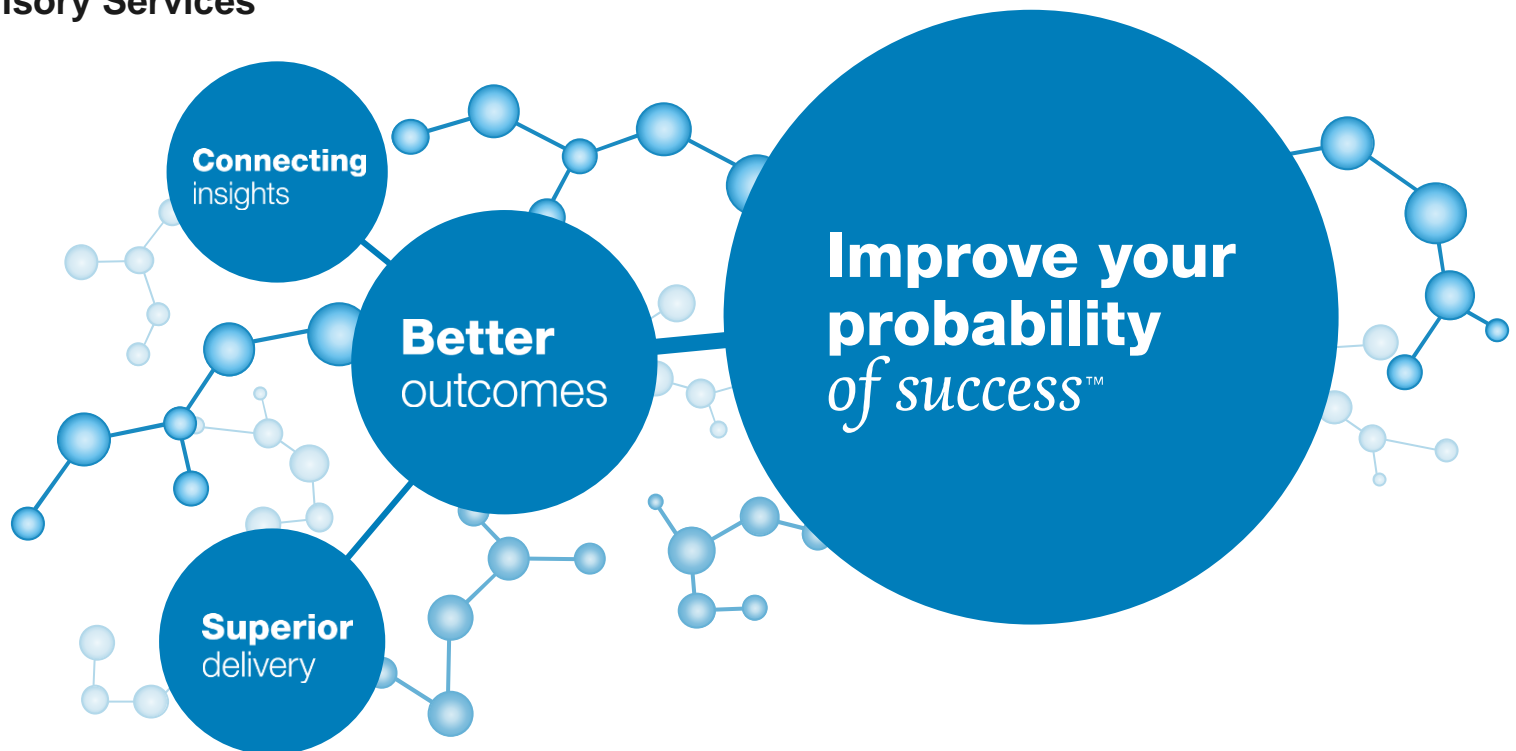 isory Services
Connecting
insights
Better
outcomes
Improve your
probability
of success™
Superior
delivery